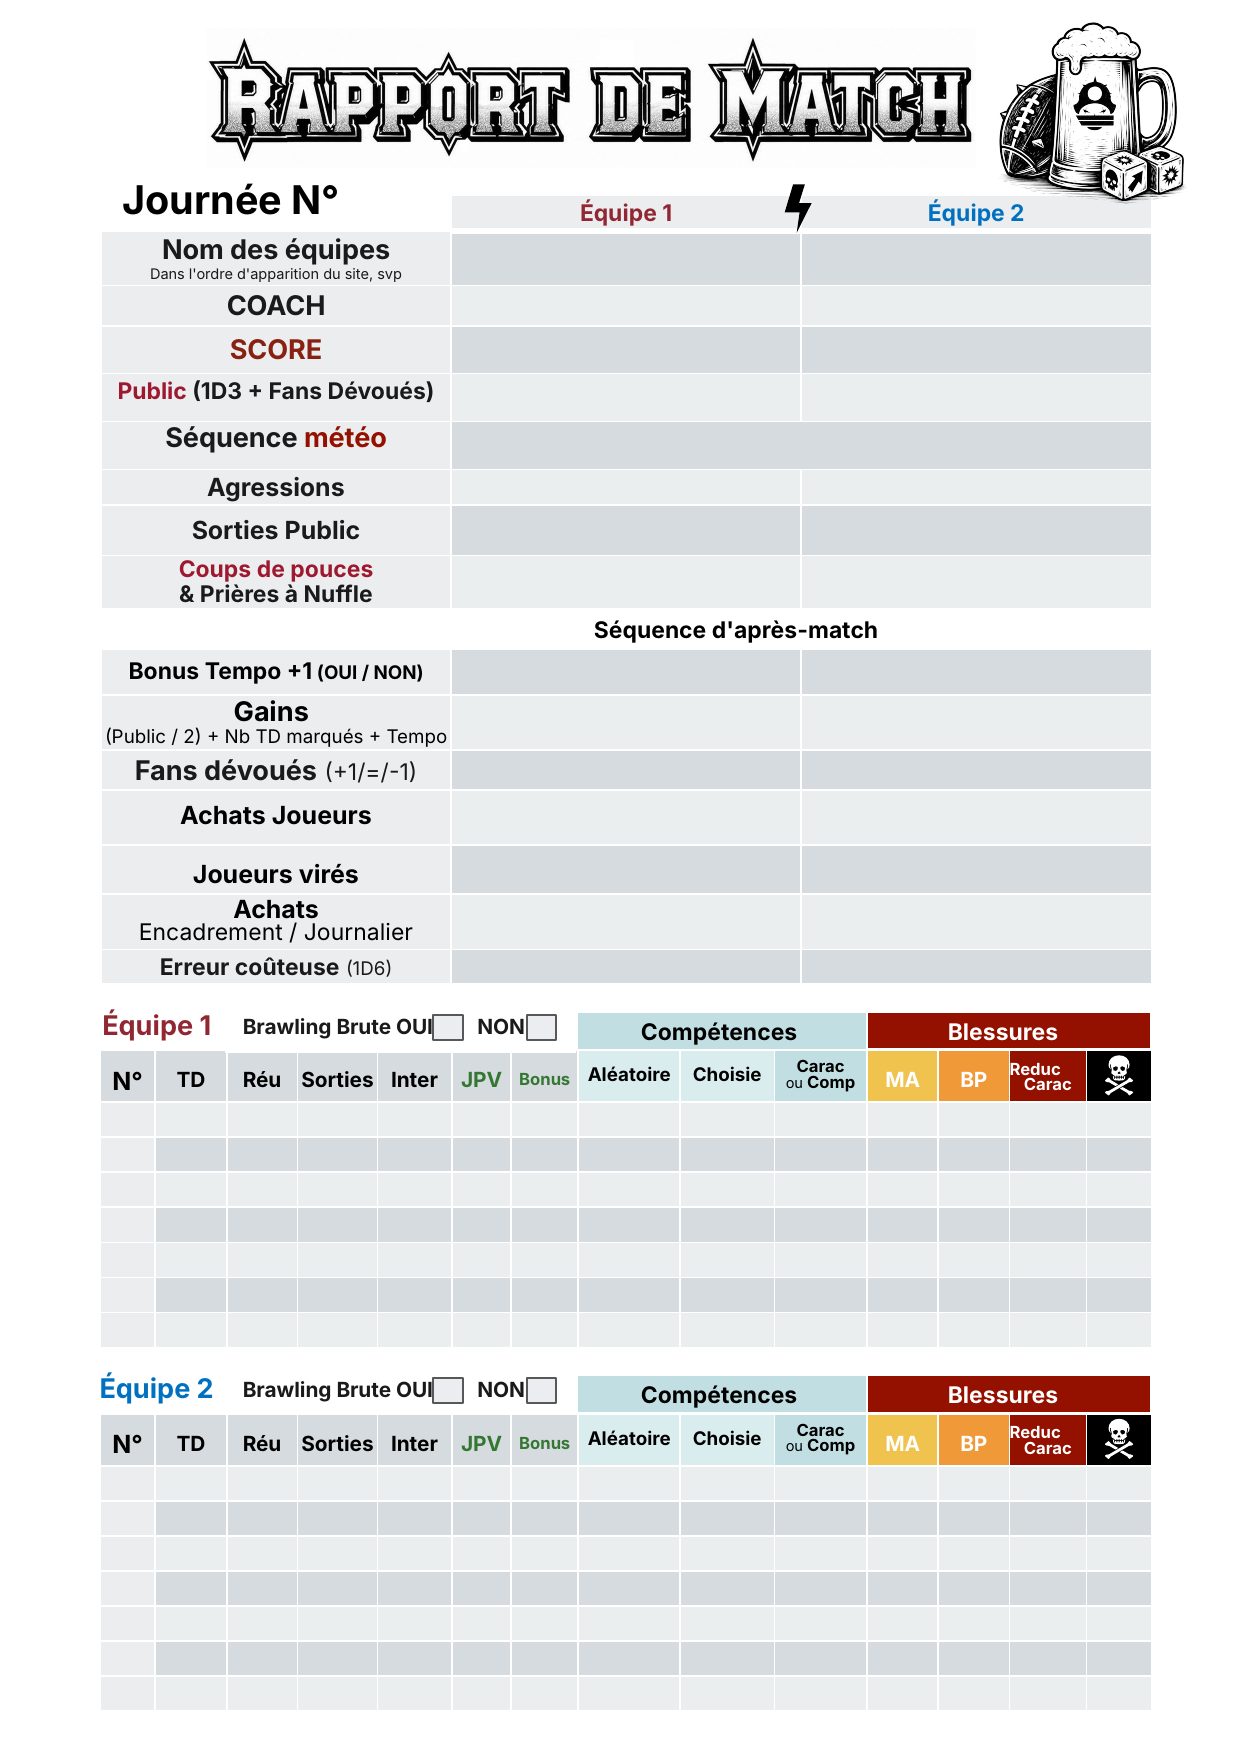 RAPPORT DE MATCH
Journée N°
Équipe 1
Équipe 2
Nom des équipes
Dans l'ordre d'apparition du site, svp
COACH
SCORE
Public (1D3 + Fans Dévoués)
Séquence météo
Agressions
Sorties Public
Coups de pouces
& Prières à Nuffle
Séquence d'après-match
Bonus Tempo +1 (OUI / NON)
Gains
(Public / 2) + Nb TD marqués + Tempo
Fans dévoués (+1/=/-1)
Achats Joueurs
Joueurs virés
Achats
Encadrement / Journalier
Erreur coûteuse (1D6)
Équipe 1 Brawling Brute OUI NON Compétences Blessures
N° TD Réu Sorties Inter JPV Bonus Aléatoire Choisie Carac ou Comp MA BP Reduc Carac
Équipe 2 Brawling Brute OUI NON Compétences Blessures
N° TD Réu Sorties Inter JPV Bonus Aléatoire Choisie Carac ou Comp MA BP Reduc Carac